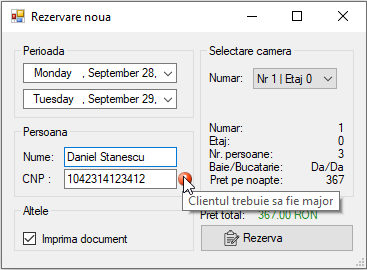 Rezervare noua
Perioada
Monday , September 28,
Tuesday , September 29,
Persoana
Nume: Daniel Stanescu
CNP : 1042314123412
Altele
Imprima document
Selectare camera
Numar: Nr 1 | Etaj 0
Numar: 1
Etaj: 0
Nr. persoane: 3
Baie/Bucatarie: Da/Da
Pret pe noapte: 367
Clientul trebuie sa fie major
Pret total: 367.00 RON
Rezerva